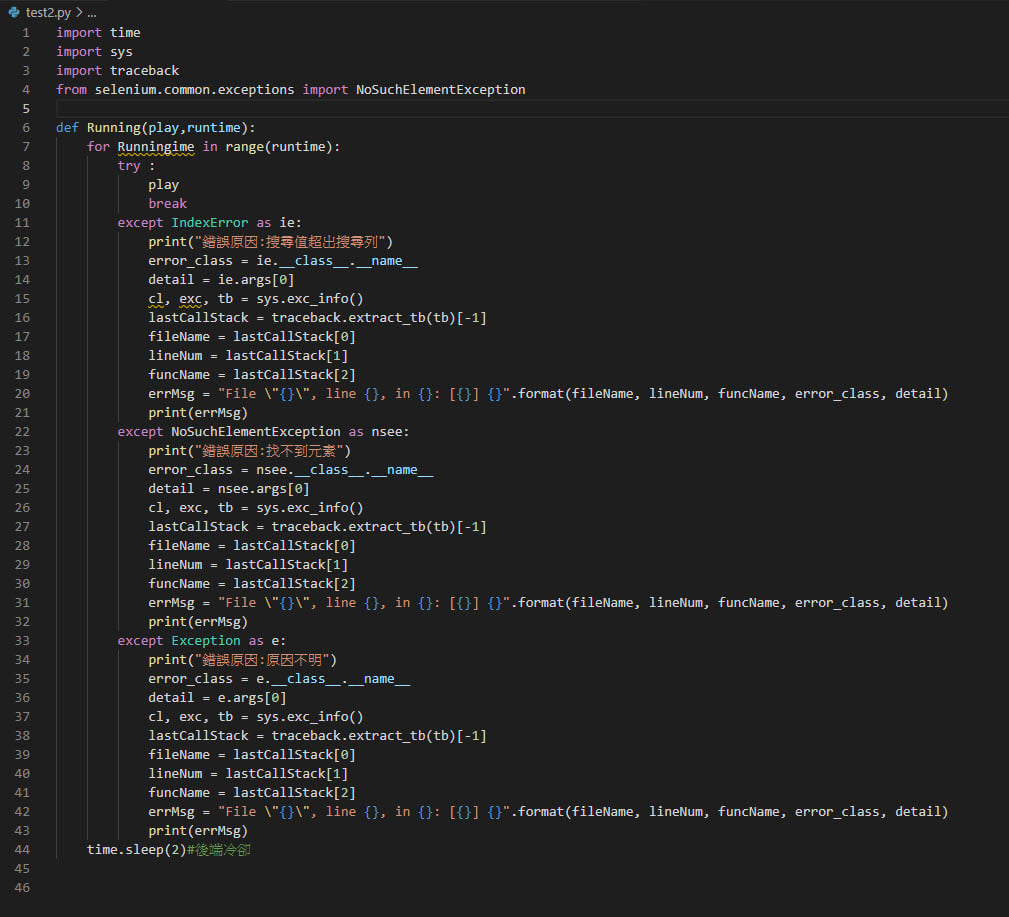 test2.py > ...
1 import time
2 import sys
3 import traceback
4 from selenium.common.exceptions import NoSuchElementException
5
6 def Running(play,runtime):
7     for Runningime in range(runtime):
8         try :
9             play
10             break
11         except IndexError as ie:
12             print("錯誤原因:搜尋值超出搜尋列")
13             error_class = ie.__class__.__name__
14             detail = ie.args[0]
15             cl, exc, tb = sys.exc_info()
16             lastCallStack = traceback.extract_tb(tb)[-1]
17             fileName = lastCallStack[0]
18             lineNum = lastCallStack[1]
19             funcName = lastCallStack[2]
20             errMsg = "File \"{}\", line {}, in {}: [{}] {}".format(fileName, lineNum, funcName, error_class, detail)
21             print(errMsg)
22         except NoSuchElementException as nsee:
23             print("錯誤原因:找不到元素")
24             error_class = nsee.__class__.__name__
25             detail = nsee.args[0]
26             cl, exc, tb = sys.exc_info()
27             lastCallStack = traceback.extract_tb(tb)[-1]
28             fileName = lastCallStack[0]
29             lineNum = lastCallStack[1]
30             funcName = lastCallStack[2]
31             errMsg = "File \"{}\", line {}, in {}: [{}] {}".format(fileName, lineNum, funcName, error_class, detail)
32             print(errMsg)
33         except Exception as e:
34             print("錯誤原因:原因不明")
35             error_class = e.__class__.__name__
36             detail = e.args[0]
37             cl, exc, tb = sys.exc_info()
38             lastCallStack = traceback.extract_tb(tb)[-1]
39             fileName = lastCallStack[0]
40             lineNum = lastCallStack[1]
41             funcName = lastCallStack[2]
42             errMsg = "File \"{}\", line {}, in {}: [{}] {}".format(fileName, lineNum, funcName, error_class, detail)
43             print(errMsg)
44     time.sleep(2)#後端冷卻
45
46